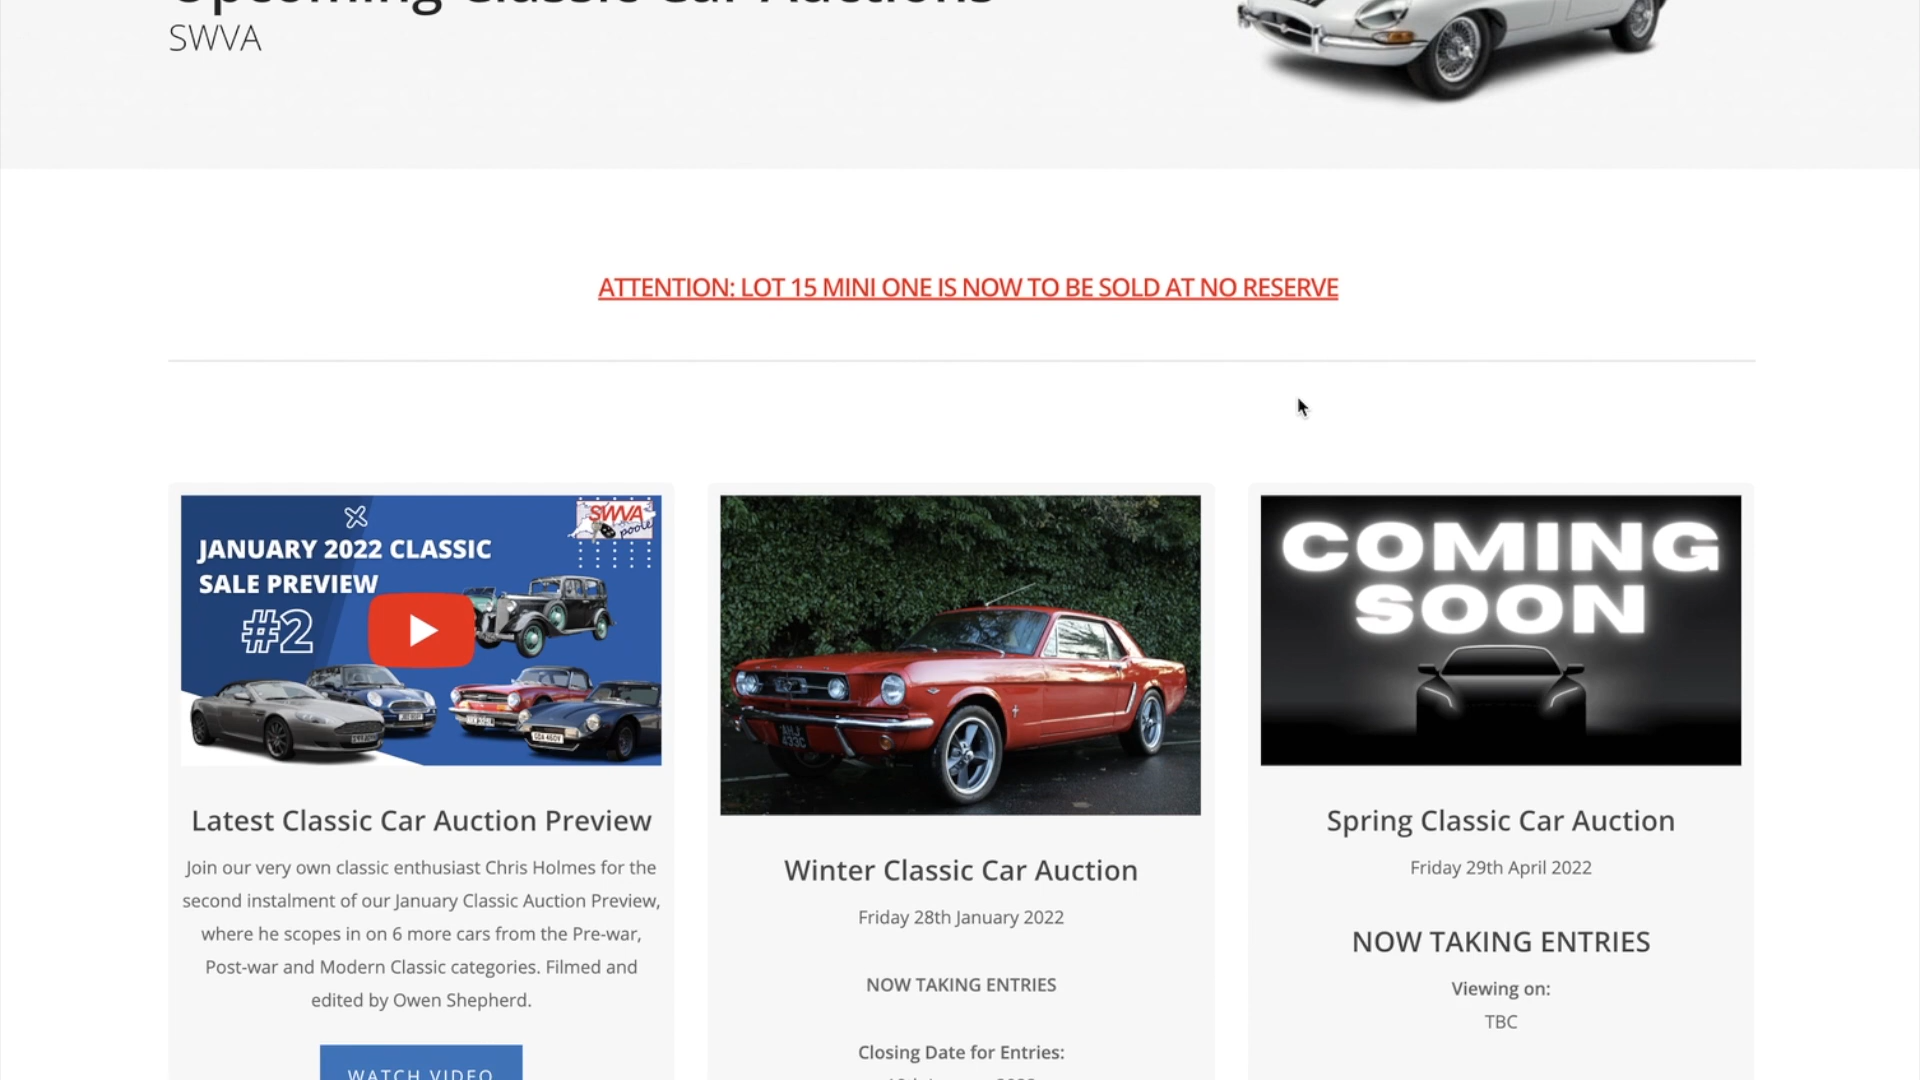 Upcoming Classic Car Auctions
SWVA
ATTENTION: LOT 15 MINI ONE IS NOW TO BE SOLD AT NO RESERVE
SWVA
poole
JANUARY 2022 CLASSIC
SALE PREVIEW
#2
COMING
SOON
Latest Classic Car Auction Preview
Join our very own classic enthusiast Chris Holmes for the
second instalment of our January Classic Auction Preview,
where he scopes in on 6 more cars from the Pre-war,
Post-war and Modern Classic categories. Filmed and
edited by Owen Shepherd.
WATCH VIDEO
Winter Classic Car Auction
Friday 28th January 2022
NOW TAKING ENTRIES
Closing Date for Entries:
Spring Classic Car Auction
Friday 29th April 2022
NOW TAKING ENTRIES
Viewing on:
TBC